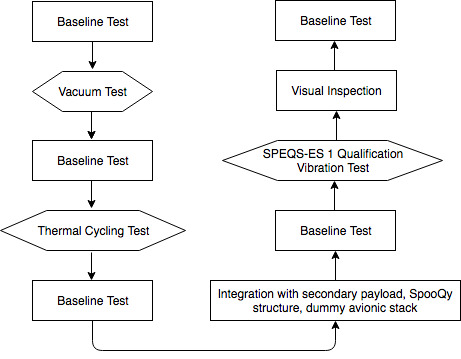 Baseline Test
Vacuum Test
Baseline Test
Thermal Cycling Test
Baseline Test
Integration with secondary payload, SpooQy
structure, dummy avionic stack
Baseline Test
SPEQS-ES 1 Qualification
Vibration Test
Visual Inspection
Baseline Test